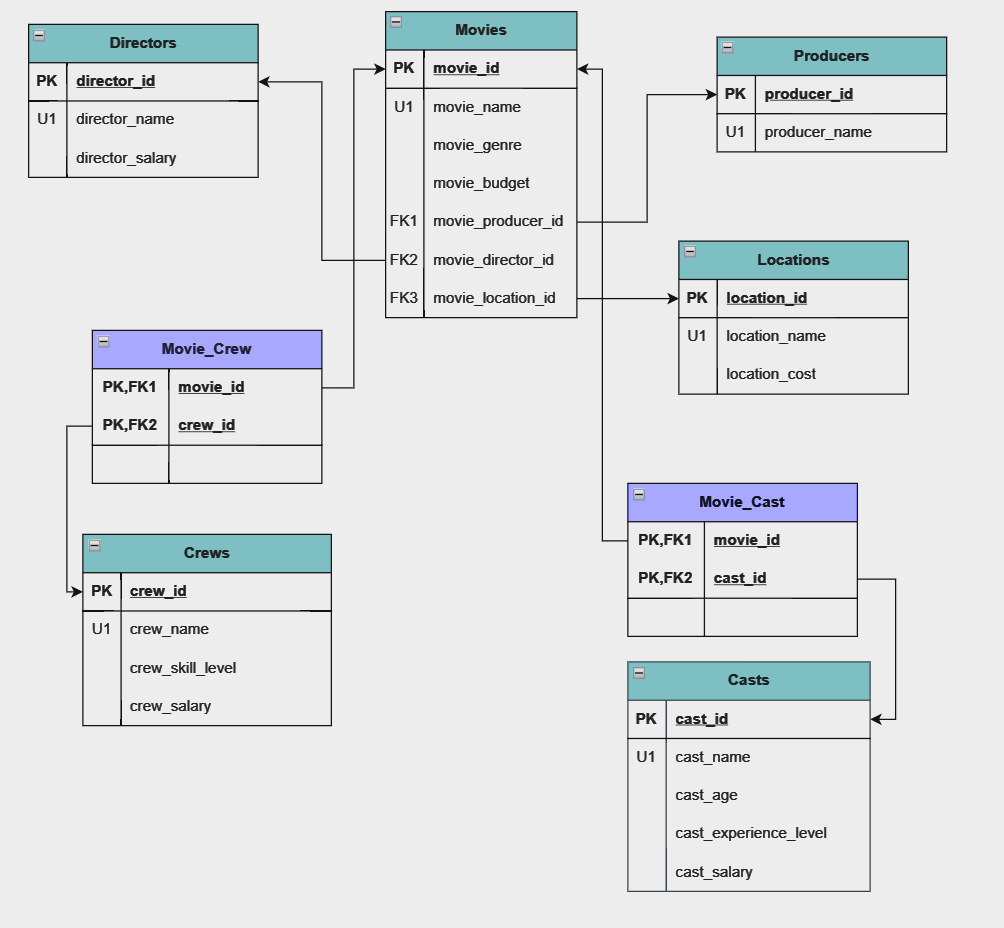 Directors
PK director_id
U1 director_name
director_salary
Movies
PK movie_id
U1 movie_name
movie_genre
movie_budget
FK1 movie_producer_id
FK2 movie_director_id
FK3 movie_location_id
Producers
PK producer_id
U1 producer_name
Locations
PK location_id
U1 location_name
location_cost
Movie_Crew
PK,FK1 movie_id
PK,FK2 crew_id
Crews
PK crew_id
U1 crew_name
crew_skill_level
crew_salary
Movie_Cast
PK,FK1 movie_id
PK,FK2 cast_id
Casts
PK cast_id
U1 cast_name
cast_age
cast_experience_level
cast_salary